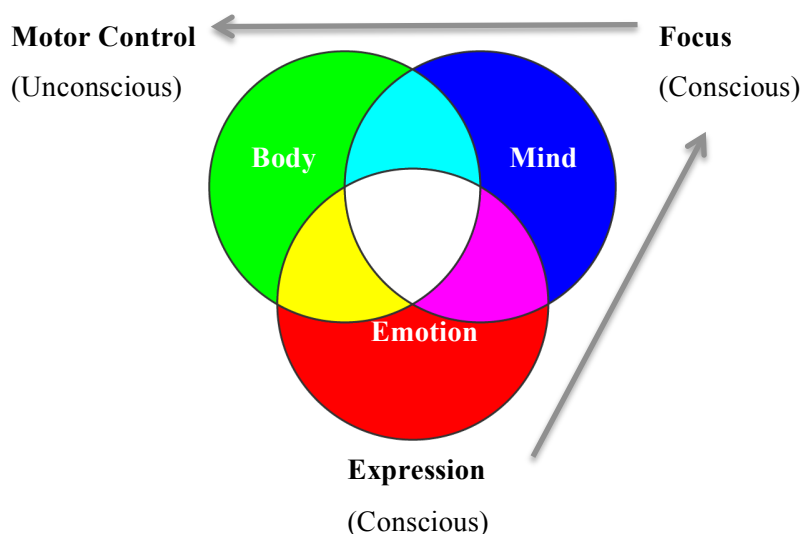 Motor Control
(Unconscious)
Focus
(Conscious)
Body
Mind
Emotion
Expression
(Conscious)